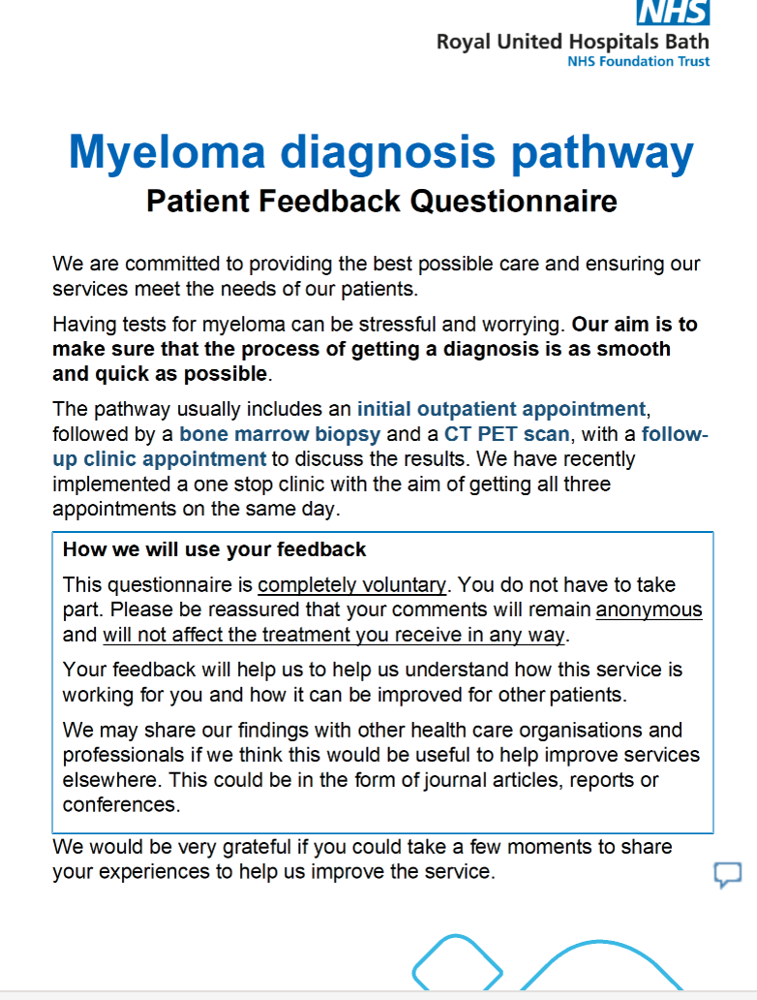 NHS
Royal United Hospitals Bath
NHS Foundation Trust
Myeloma diagnosis pathway
Patient Feedback Questionnaire
We are committed to providing the best possible care and ensuring our
services meet the needs of our patients.
Having tests for myeloma can be stressful and worrying. Our aim is to
make sure that the process of getting a diagnosis is as smooth
and quick as possible.
The pathway usually includes an initial outpatient appointment,
followed by a bone marrow biopsy and a CT PET scan, with a follow-
up clinic appointment to discuss the results. We have recently
implemented a one stop clinic with the aim of getting all three
appointments on the same day.
How we will use your feedback
This questionnaire is completely voluntary. You do not have to take
part. Please be reassured that your comments will remain anonymous
and will not affect the treatment you receive in any way.
Your feedback will help us to help us understand how this service is
working for you and how it can be improved for other patients.
We may share our findings with other health care organisations and
professionals if we think this would be useful to help improve services
elsewhere. This could be in the form of journal articles, reports or
conferences.
We would be very grateful if you could take a few moments to share
your experiences to help us improve the service.